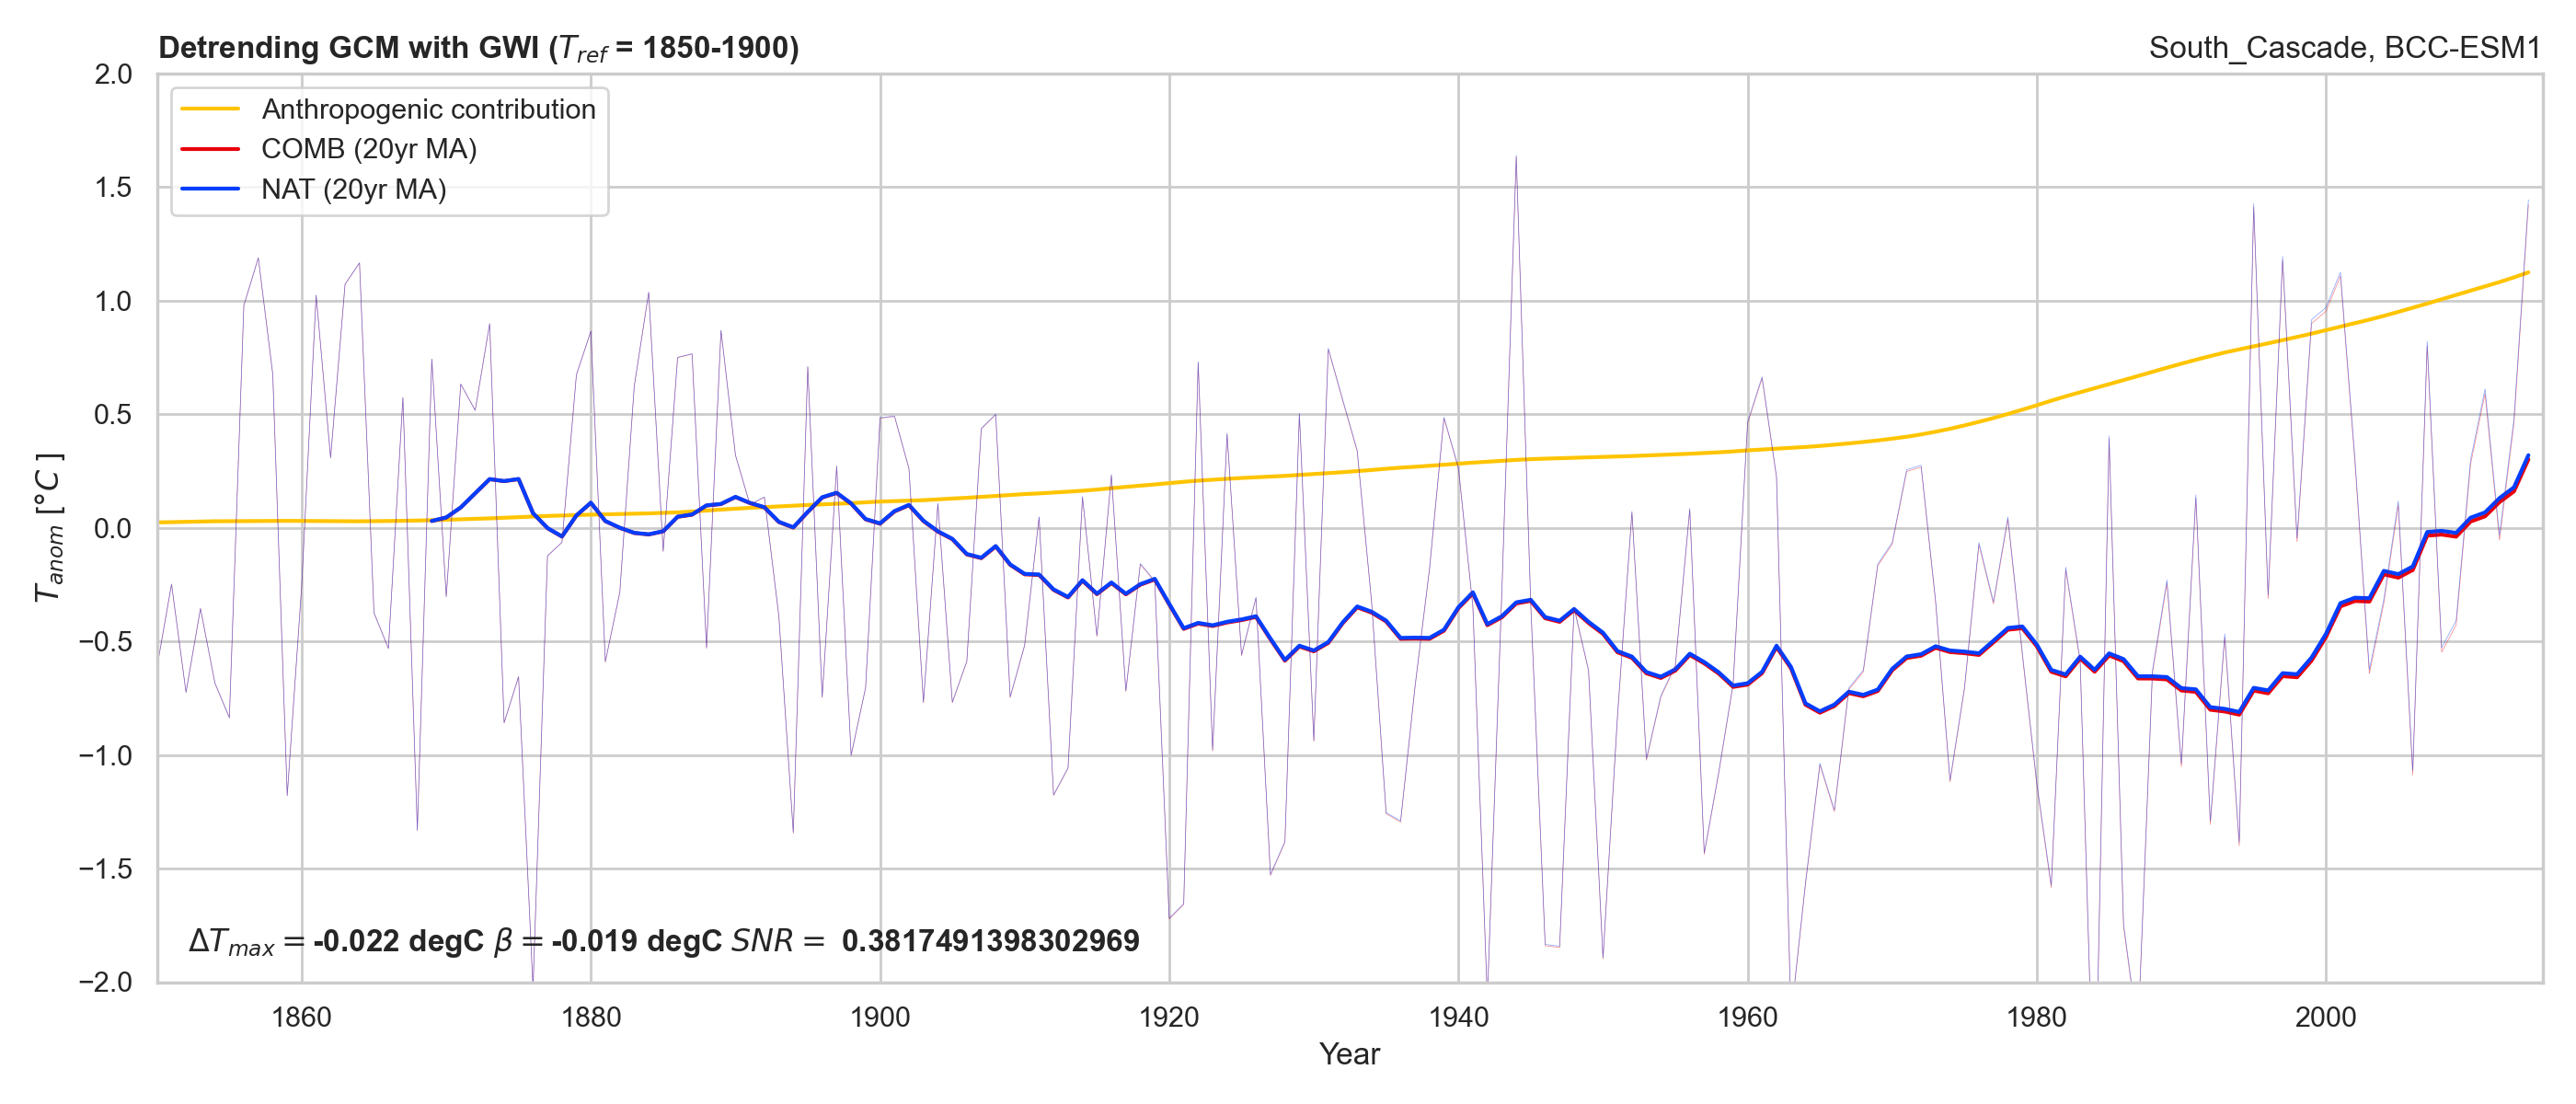 Detrending GCM with GWI (T_ref = 1850-1900)
South_Cascade, BCC-ESM1
Anthropogenic contribution
COMB (20yr MA)
NAT (20yr MA)
T_anom [°C ]
2.0
1.5
1.0
0.5
0.0
−0.5
−1.0
−1.5
−2.0
ΔT_max = -0.022 degC β = -0.019 degC SNR = 0.3817491398302969
1860 1880 1900 1920 1940 1960 1980 2000
Year